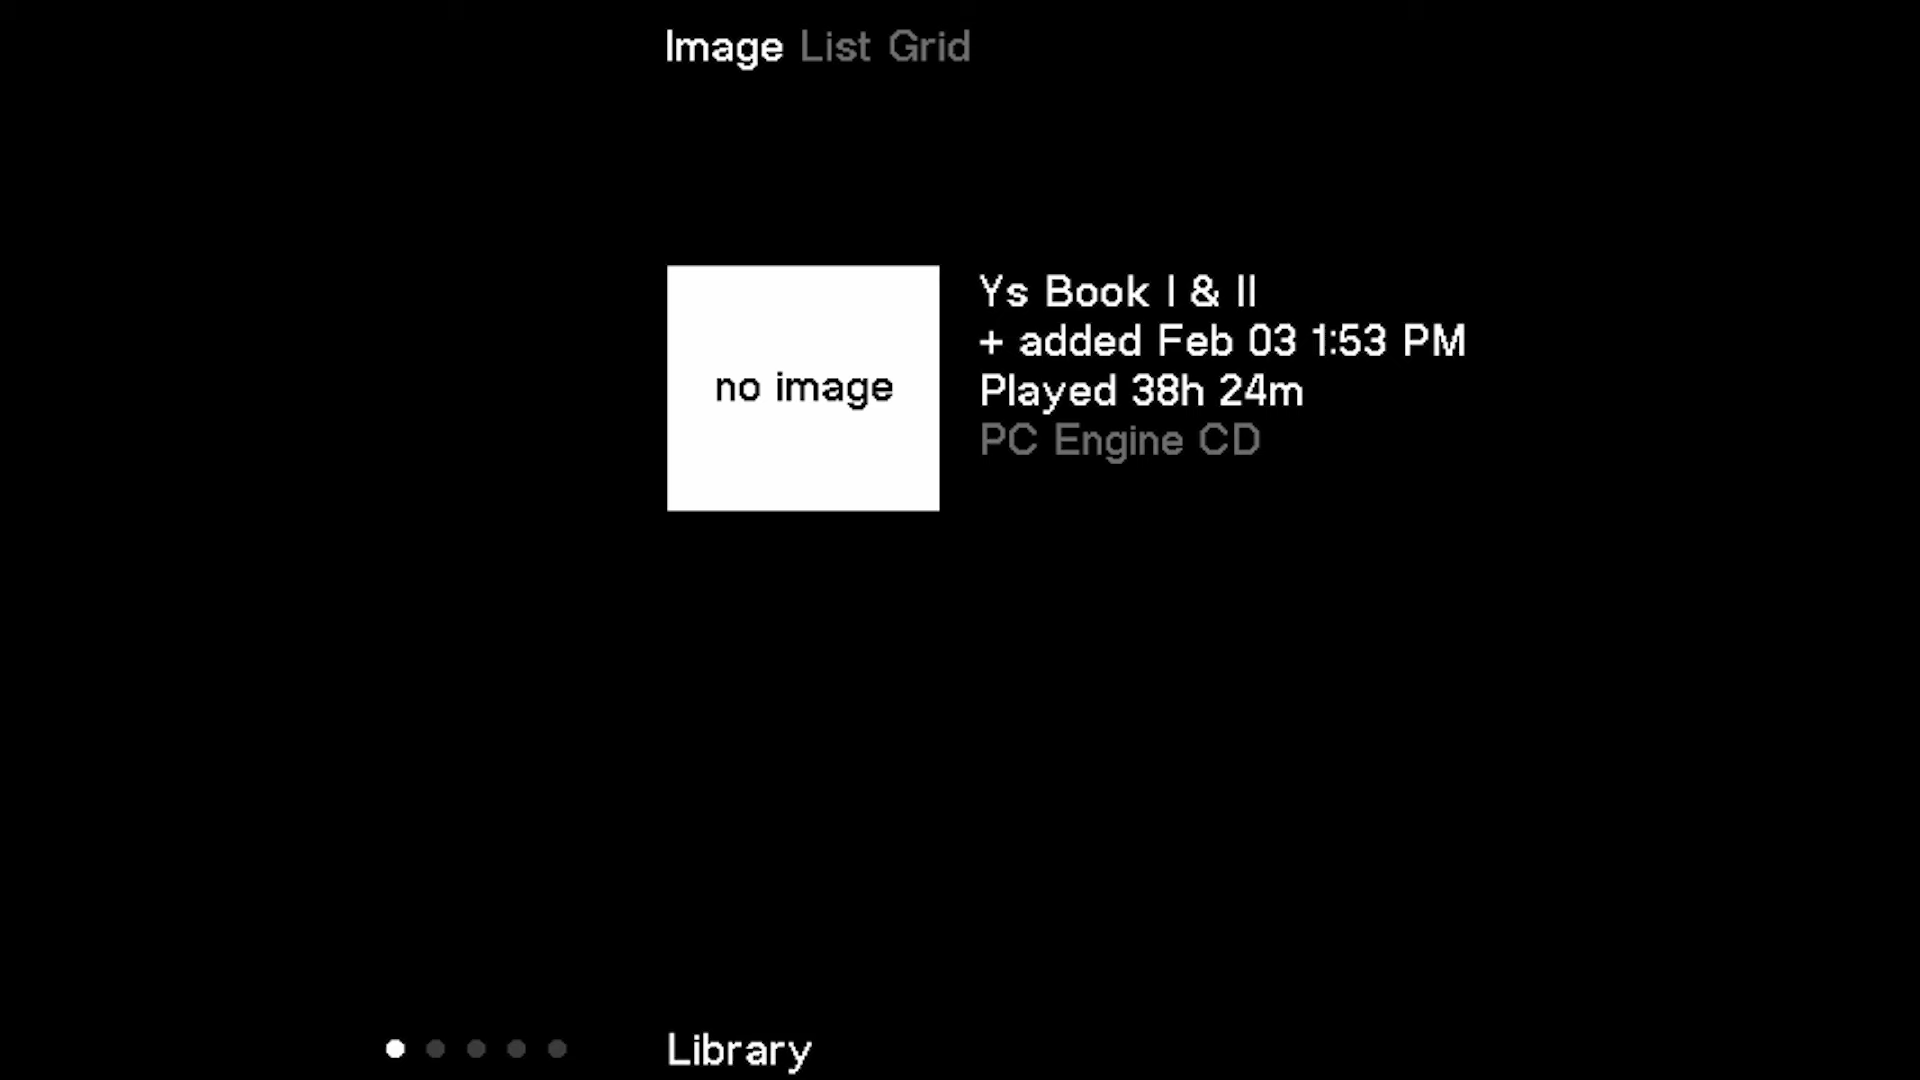 Image List Grid
no image
Ys Book I & II
+ added Feb 03 1:53 PM
Played 38h 24m
PC Engine CD
Library